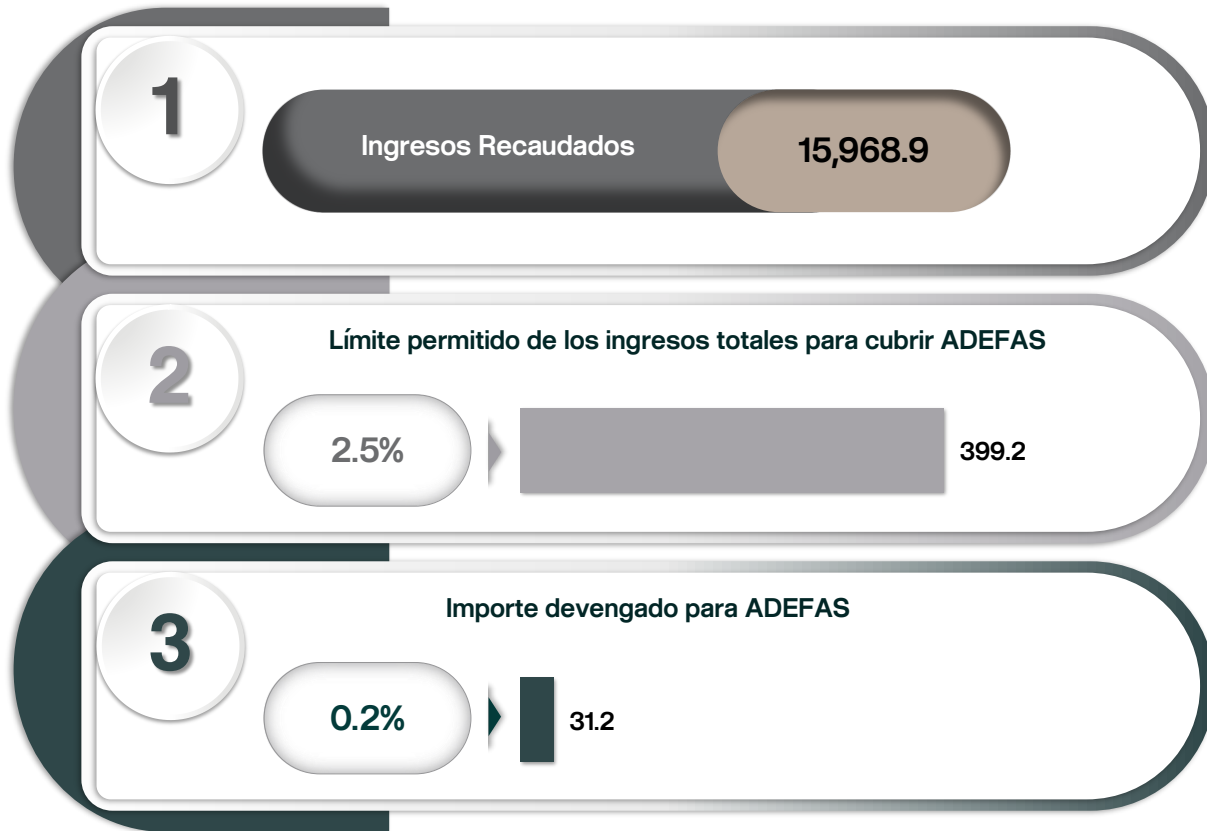 1
Ingresos Recaudados
15,968.9
2
Límite permitido de los ingresos totales para cubrir ADEFAS
2.5%
399.2
3
Importe devengado para ADEFAS
0.2%
31.2